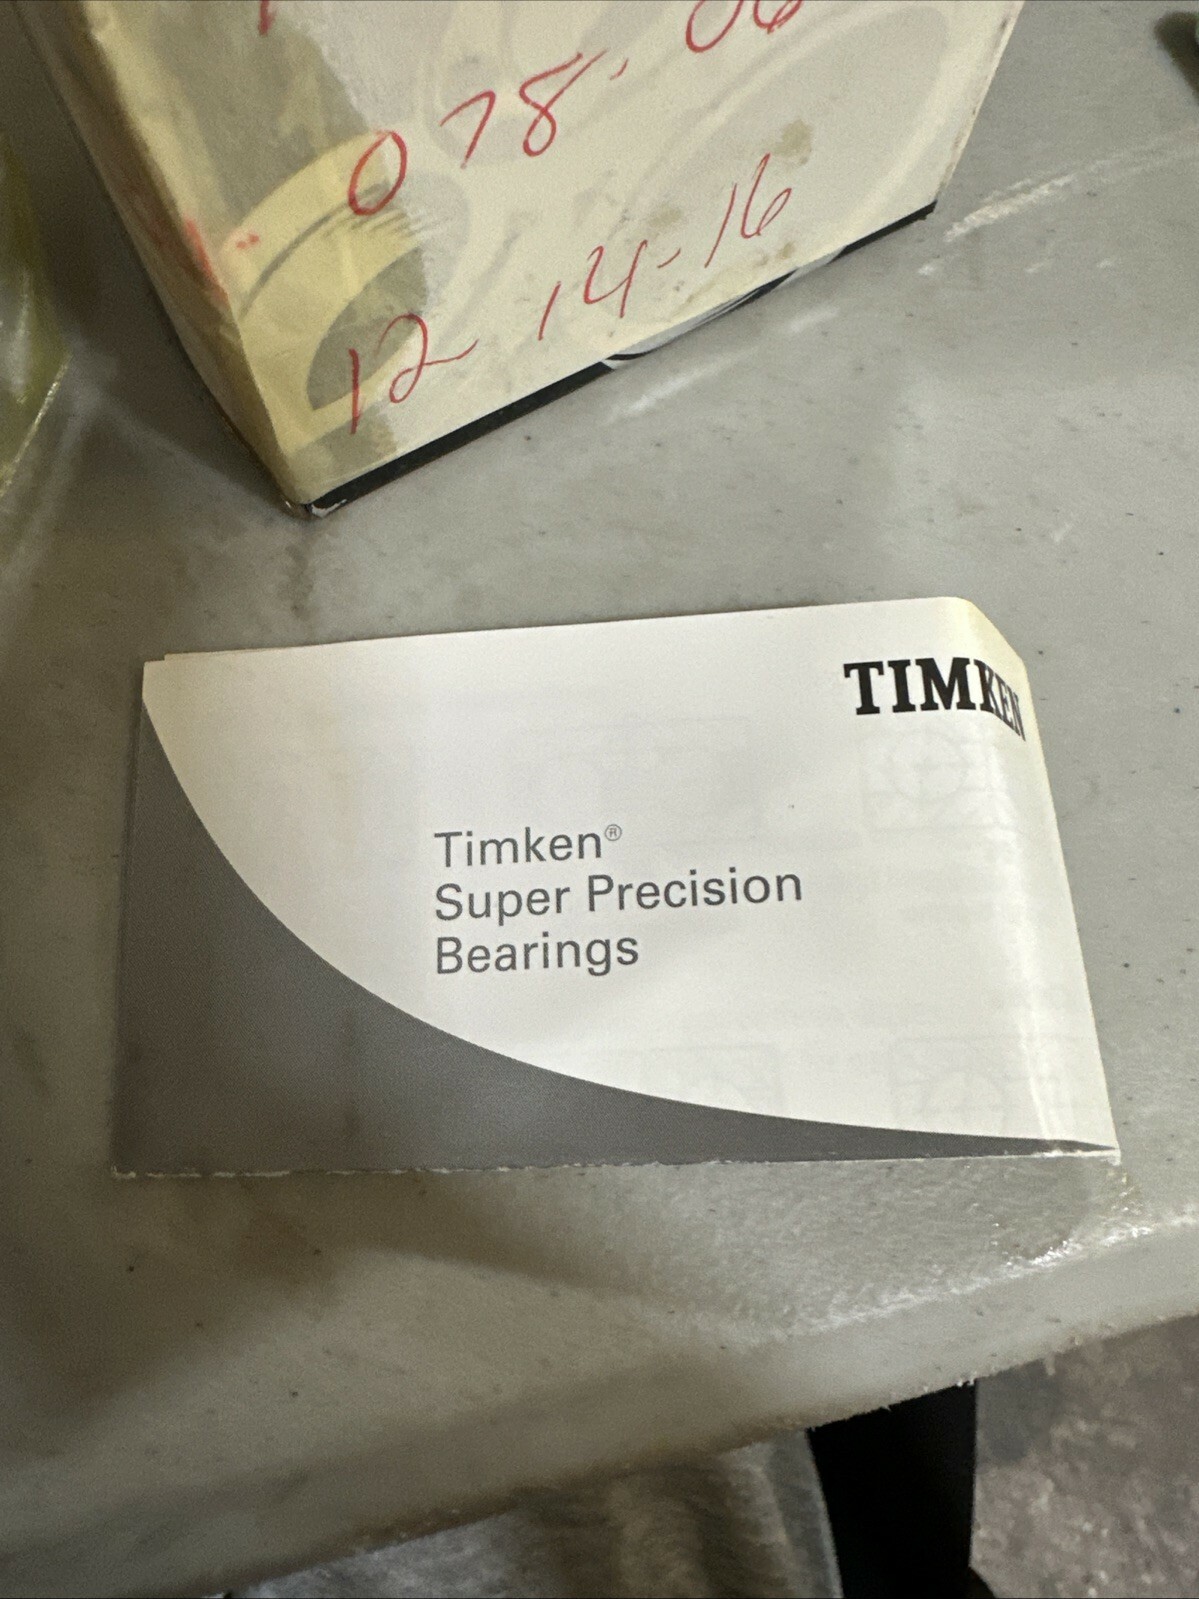 078-06
12-14-16
TIMKEN
Timken®
Super Precision
Bearings